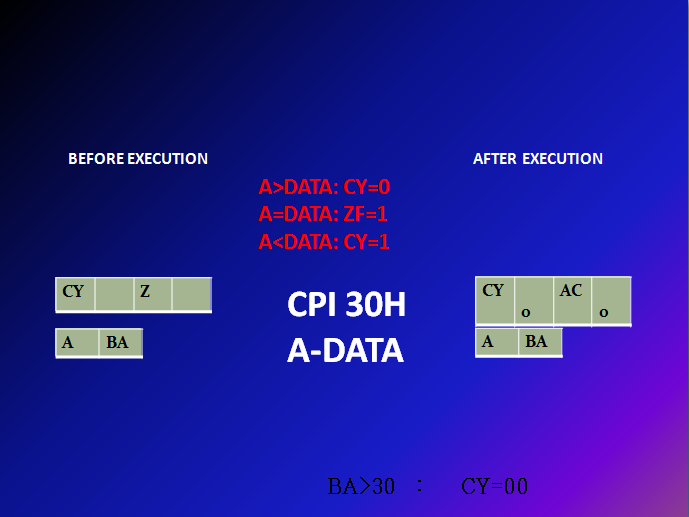 BEFORE EXECUTION
AFTER EXECUTION
A>DATA: CY=0
A=DATA: ZF=1
A<DATA: CY=1
CY Z
CPI 30H
CY o AC o
A BA
A-DATA
A BA
BA>30 : CY=00